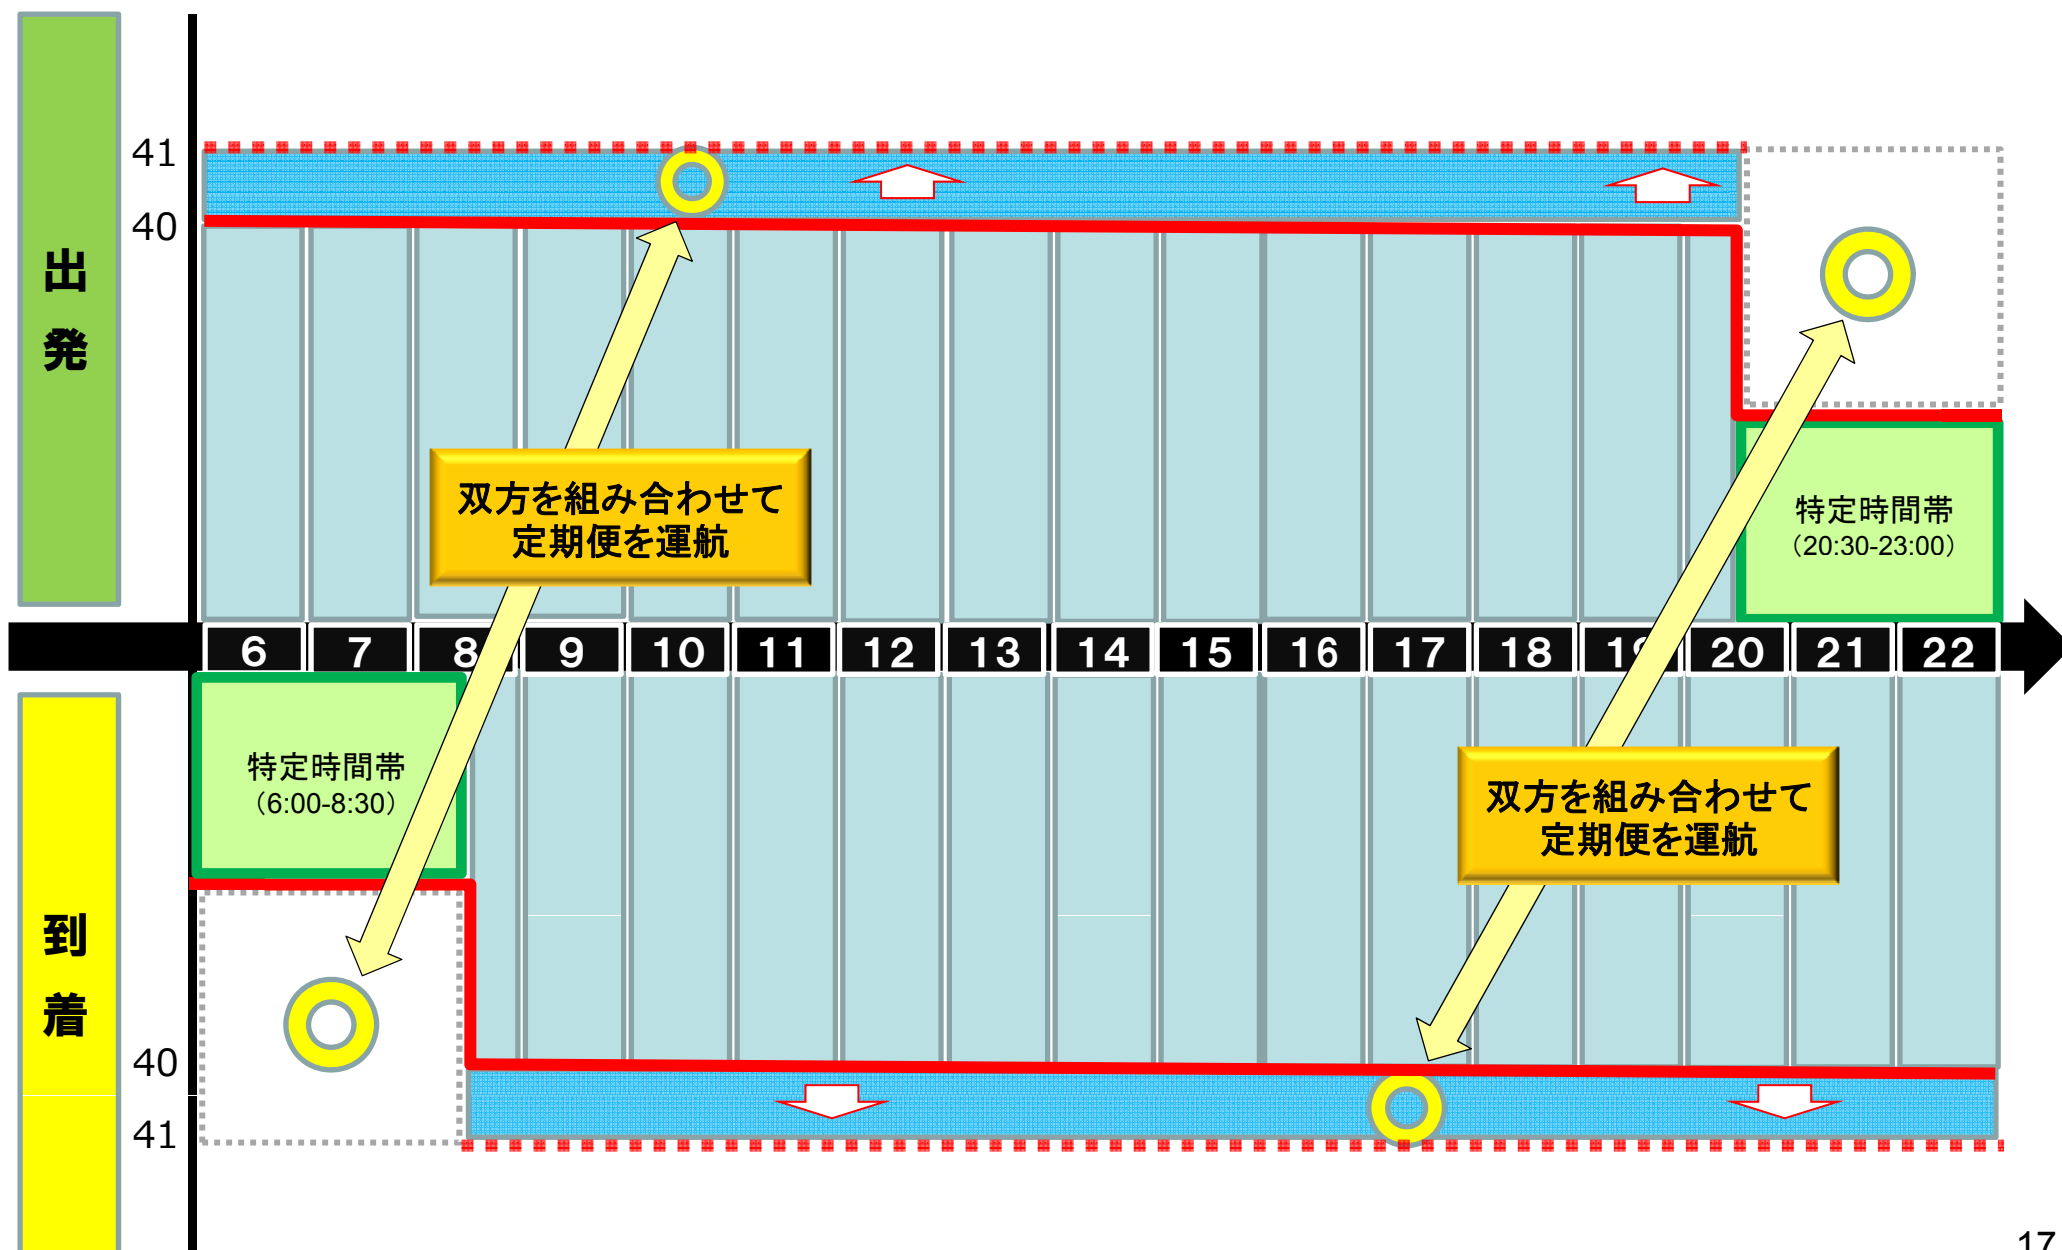 出
発
41
40
双方を組み合わせて
定期便を運航
特定時間帯
（20:30-23:00）
6 7 8 9 10 11 12 13 14 15 16 17 18 19 20 21 22
特定時間帯
（6:00-8:30）
双方を組み合わせて
定期便を運航
到
着
40
41
17